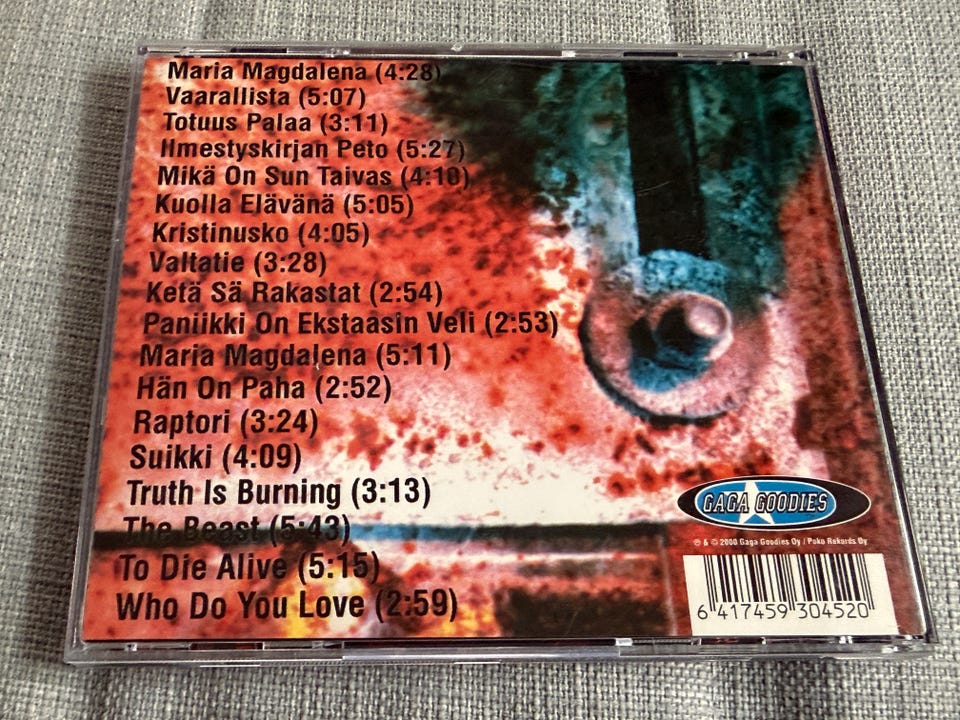 Maria Magdalena (4:28)
Vaarallista (5:07)
Totuus Palaa (3:11)
Ilmestyskirjan Peto (5:27)
Mikä On Sun Taivas (4:10)
Kuolla Elävänä (5:05)
Kristinusko (4:05)
Valtatie (3:28)
Ketä Sä Rakastat (2:54)
Paniikki On Ekstaasin Veli (2:53)
Maria Magdalena (5:11)
Hän On Paha (2:52)
Raptori (3:24)
Suikki (4:09)
Truth Is Burning (3:13)
The Beast (5:43)
To Die Alive (5:15)
Who Do You Love (2:59)
GAGA GOODIES
℗ & © 2000 Gaga Goodies Oy / Poko Rekords Oy
6 417459 304520